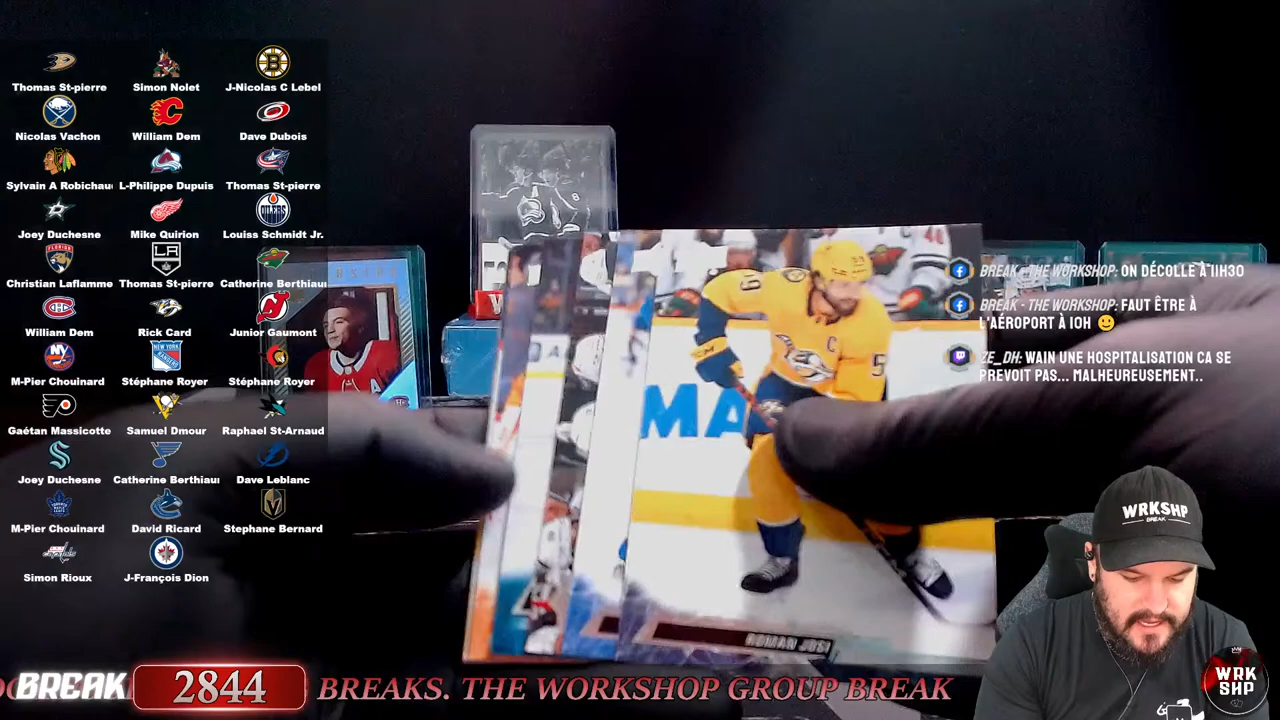 Thomas St-pierre
Simon Nolet
J-Nicolas C Lebel
Nicolas Vachon
William Dem
Dave Dubois
Sylvain A Robichau
L-Philippe Dupuis
Thomas St-pierre
Joey Duchesne
Mike Quirion
Louiss Schmidt Jr.
Christian Laflamme
Thomas St-pierre
Catherine Berthiau
William Dem
Rick Card
Junior Gaumont
M-Pier Chouinard
Stéphane Royer
Stéphane Royer
Gaétan Massicotte
Samuel Dmour
Raphael St-Arnaud
Joey Duchesne
Catherine Berthiau
Dave Leblanc
M-Pier Chouinard
David Ricard
Stephane Bernard
Simon Rioux
J-François Dion
BREAK - THE WORKSHOP: ON DÉCOLLE À 11H30
BREAK - THE WORKSHOP: FAUT ÊTRE À
L'AÉROPORT À 10H 🙂
ZE_DH: WAIN UNE HOSPITALISATION CA SE
PREVOIT PAS... MALHEUREUSEMENT..
MA
ROMAN JOSI
WRKSHP
BREAK
BREAK
2844
BREAKS. THE WORKSHOP GROUP BREAK
WRK
SHP